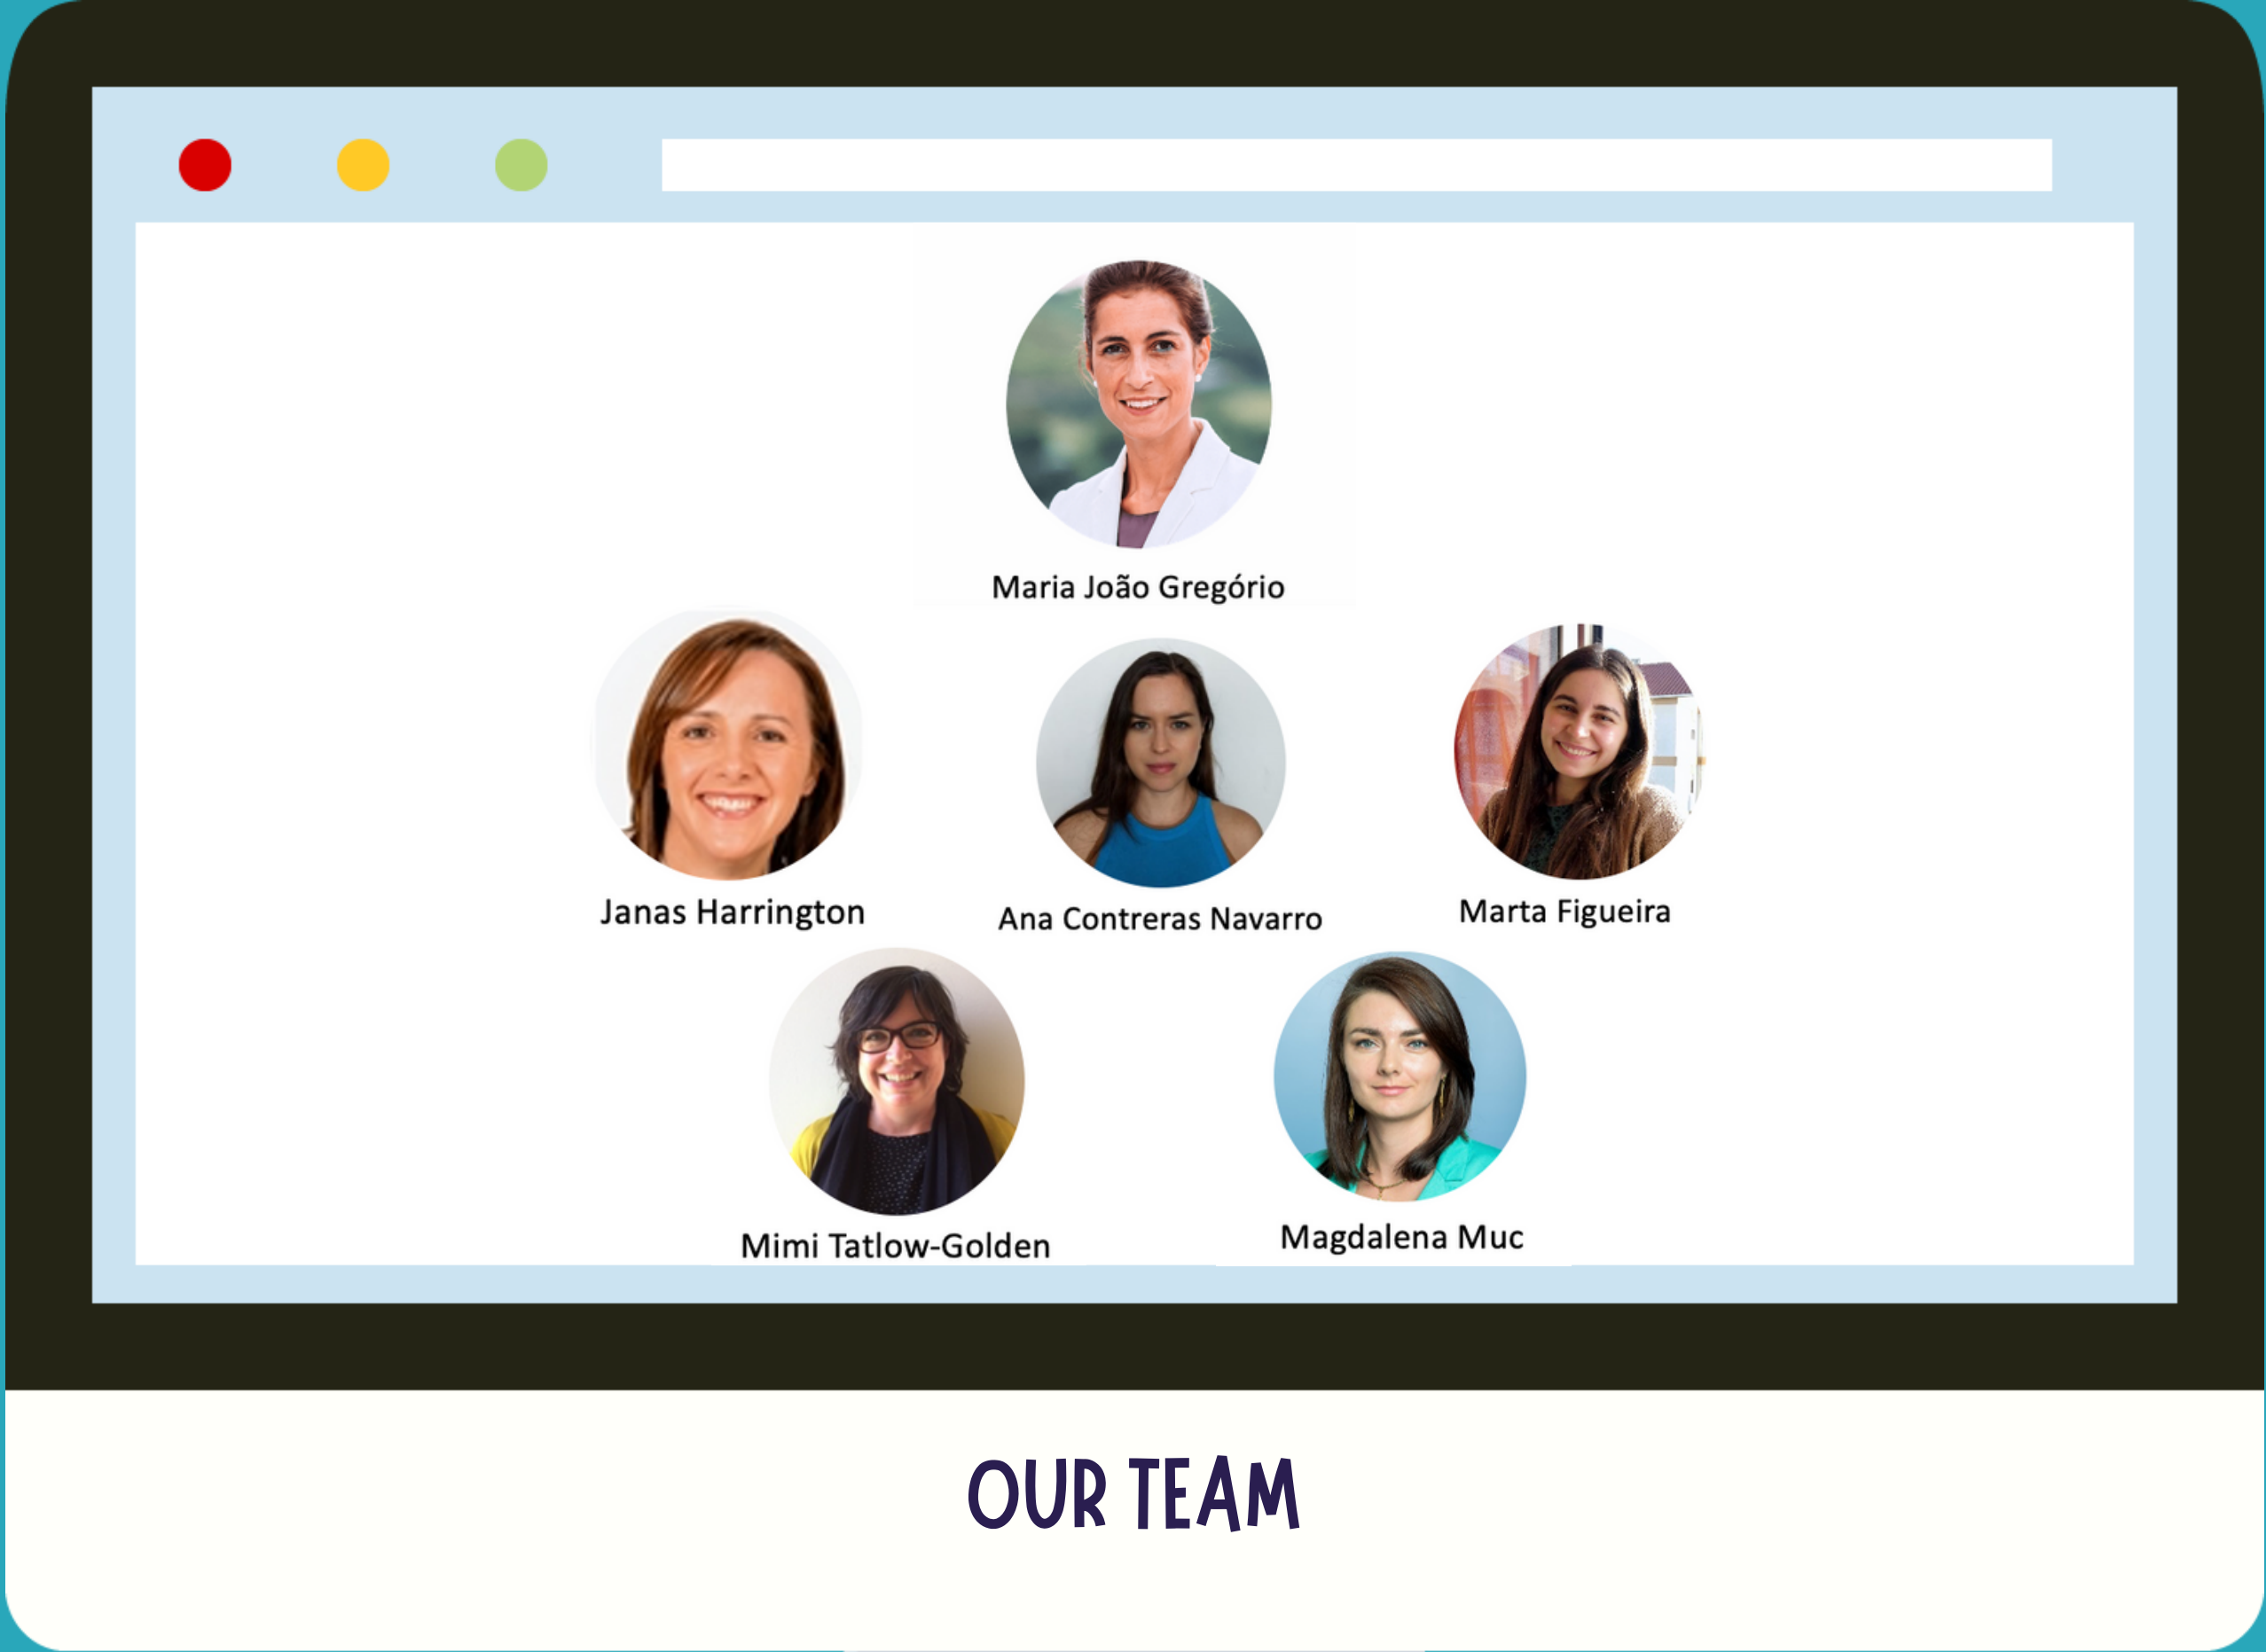 Maria João Gregório
Janas Harrington
Ana Contreras Navarro
Marta Figueira
Mimi Tatlow-Golden
Magdalena Muc
OUR TEAM